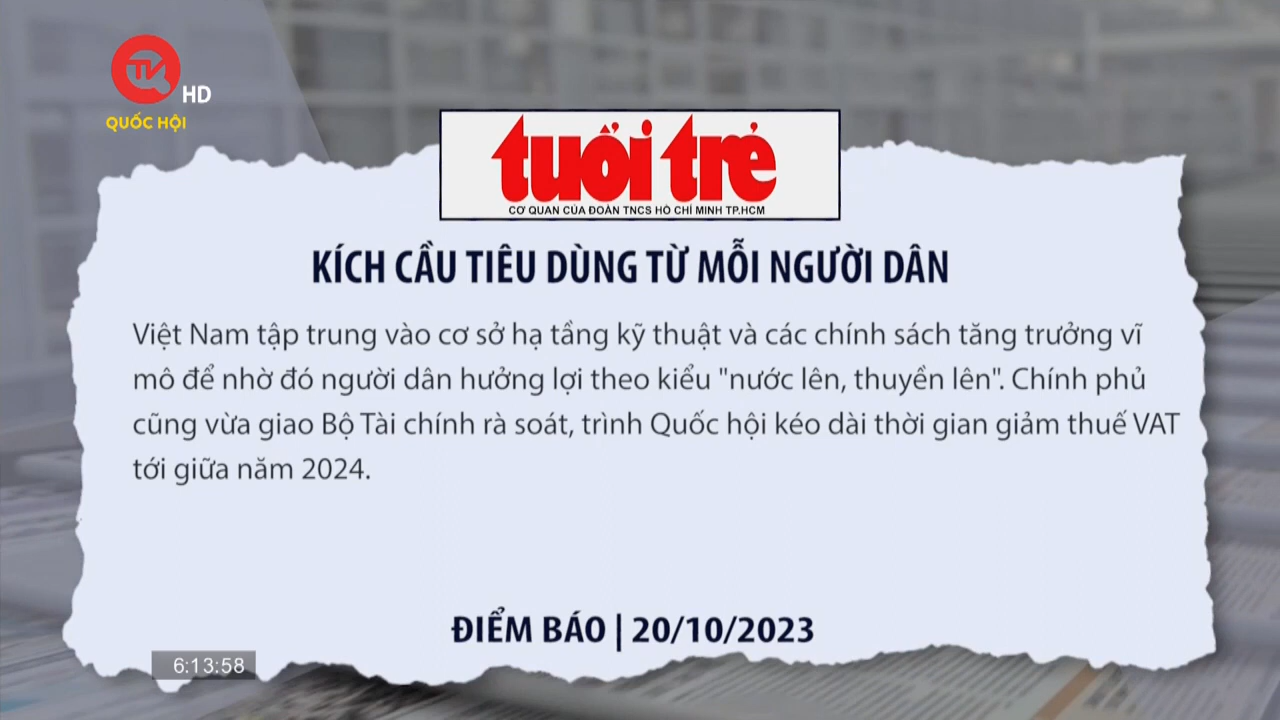 TV
HD
QUỐC HỘI
tuổi trẻ
CƠ QUAN CỦA ĐOÀN TNCS HỒ CHÍ MINH TP.HCM
KÍCH CẦU TIÊU DÙNG TỪ MỖI NGƯỜI DÂN
Việt Nam tập trung vào cơ sở hạ tầng kỹ thuật và các chính sách tăng trưởng vĩ
mô để nhờ đó người dân hưởng lợi theo kiểu "nước lên, thuyền lên". Chính phủ
cũng vừa giao Bộ Tài chính rà soát, trình Quốc hội kéo dài thời gian giảm thuế VAT
tới giữa năm 2024.
ĐIỂM BÁO | 20/10/2023
6:13:58